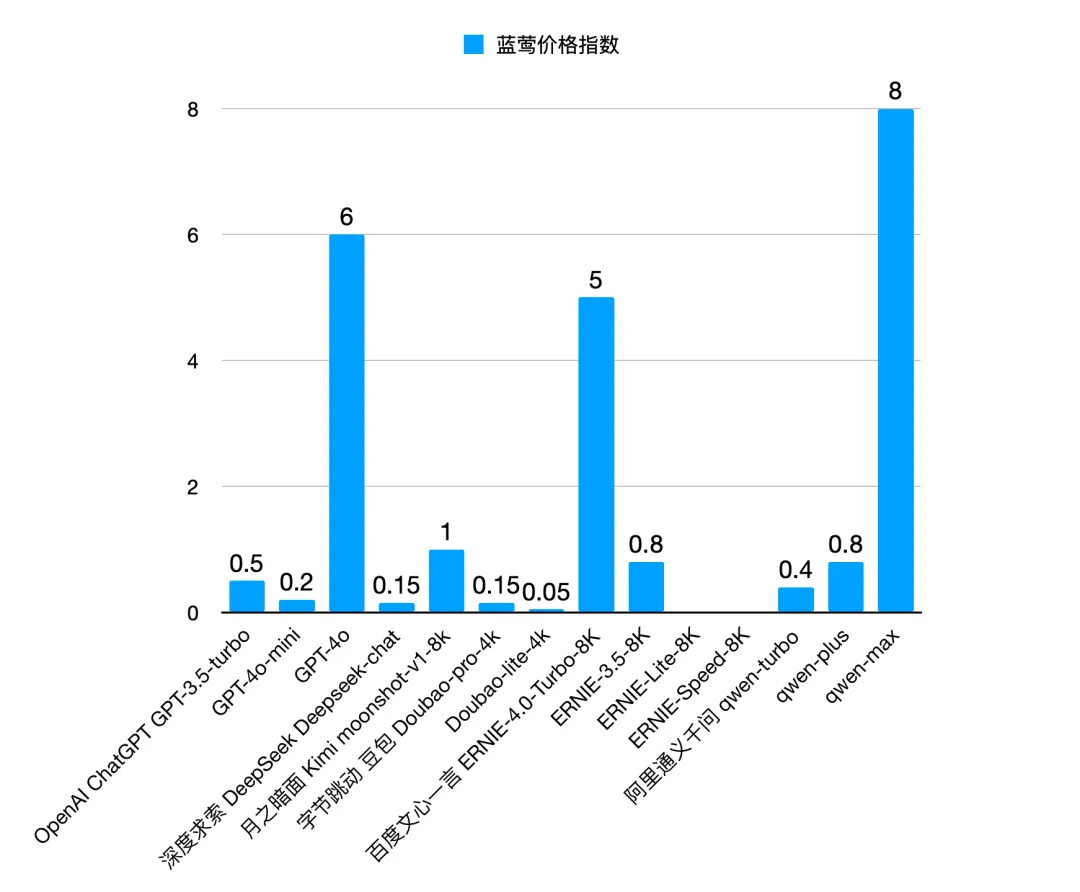 蓝莺价格指数
8
6
4
2
0
0.5
0.2
6
0.15
1
0.15
0.05
5
0.8
0.4
0.8
8
OpenAI ChatGPT GPT-3.5-turbo
GPT-4o-mini
GPT-4o
深度求索 DeepSeek Deepseek-chat
月之暗面 Kimi moonshot-v1-8k
字节跳动 豆包 Doubao-pro-4k
Doubao-lite-4k
百度文心一言 ERNIE-4.0-Turbo-8K
ERNIE-3.5-8K
ERNIE-Lite-8K
ERNIE-Speed-8K
阿里通义千问 qwen-turbo
qwen-plus
qwen-max